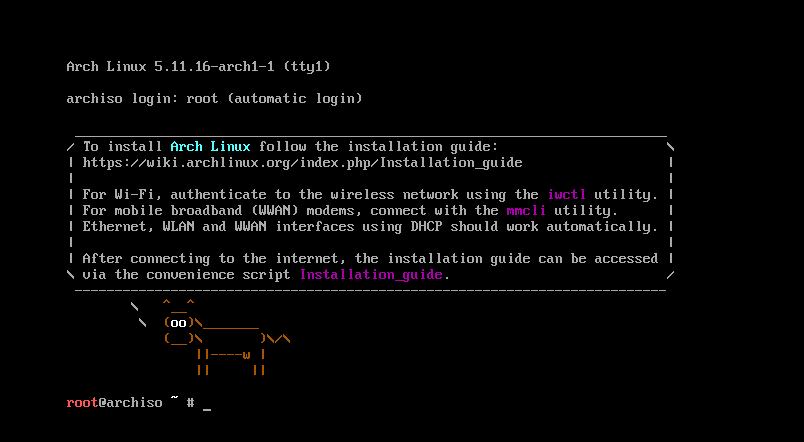 Arch Linux 5.11.16-arch1-1 (tty1)
archiso login: root (automatic login)
To install Arch Linux follow the installation guide:
https://wiki.archlinux.org/index.php/Installation_guide
For Wi-Fi, authenticate to the wireless network using the iwctl utility.
For mobile broadband (WWAN) modems, connect with the mmcli utility.
Ethernet, WLAN and WWAN interfaces using DHCP should work automatically.
After connecting to the internet, the installation guide can be accessed
via the convenience script Installation_guide.
root@archiso ~ # _